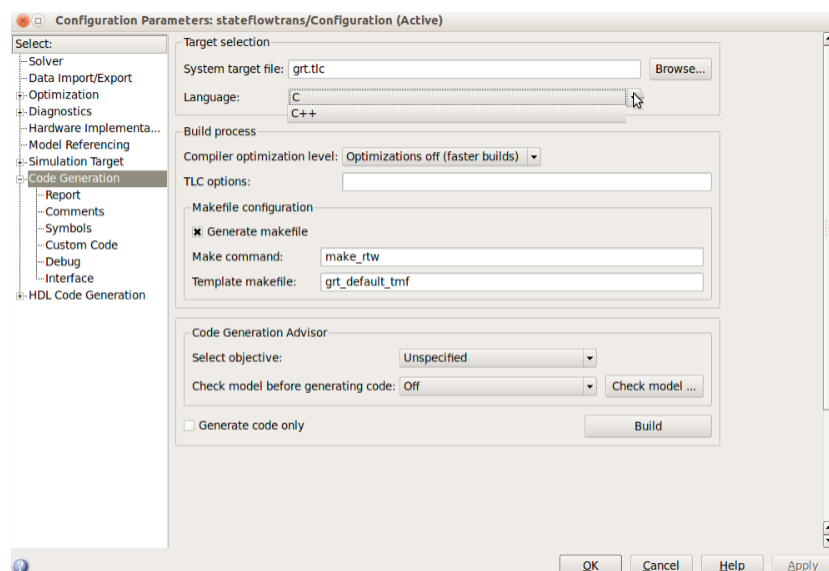 Configuration Parameters: stateflowtrans/Configuration (Active)
Select:
Solver
Data Import/Export
Optimization
Diagnostics
Hardware Implementa...
Model Referencing
Simulation Target
Code Generation
Report
Comments
Symbols
Custom Code
Debug
Interface
HDL Code Generation
Target selection
System target file: grt.tlc Browse...
Language: C
C++
Build process
Compiler optimization level: Optimizations off (faster builds)
TLC options:
Makefile configuration
Generate makefile
Make command: make_rtw
Template makefile: grt_default_tmf
Code Generation Advisor
Select objective: Unspecified
Check model before generating code: Off Check model ...
Generate code only Build
OK Cancel Help Apply